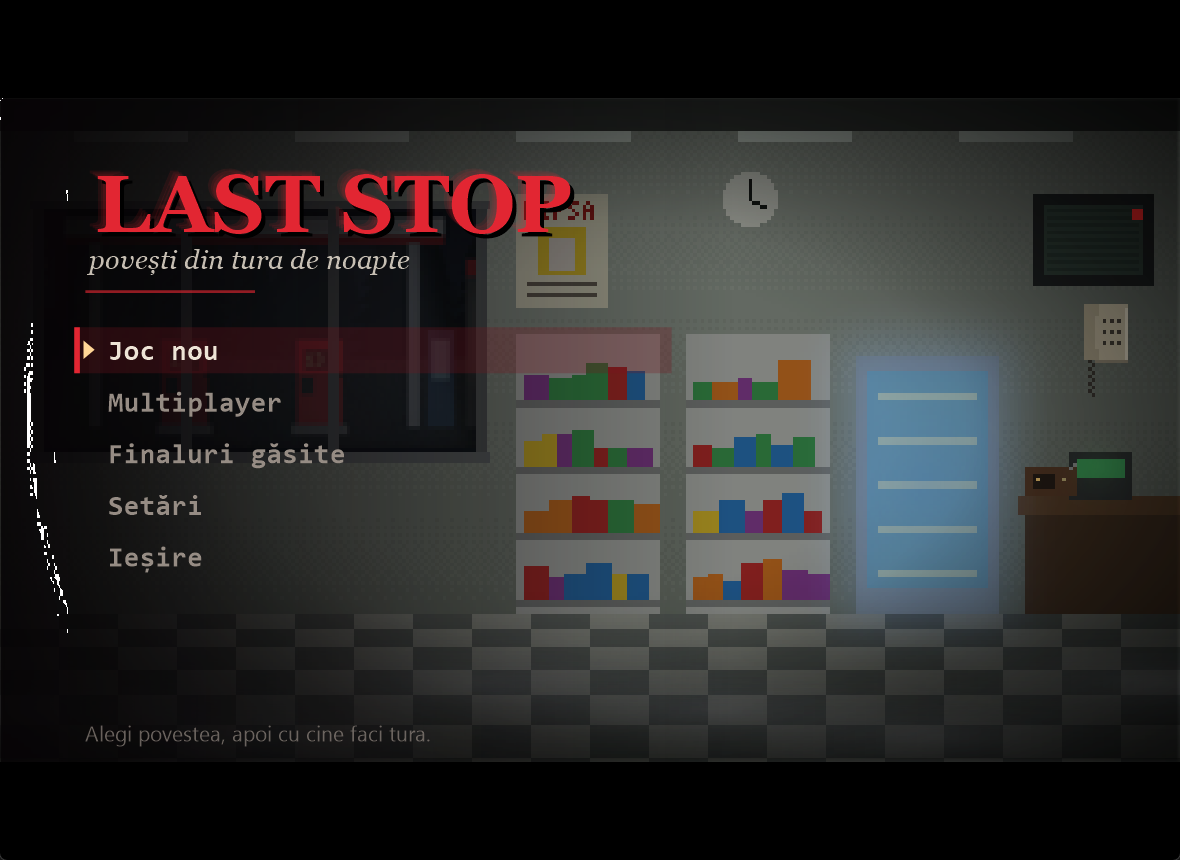 LAST STOP
povești din tura de noapte
Joc nou
Multiplayer
Finaluri găsite
Setări
Ieșire
Alegi povestea, apoi cu cine faci tura.